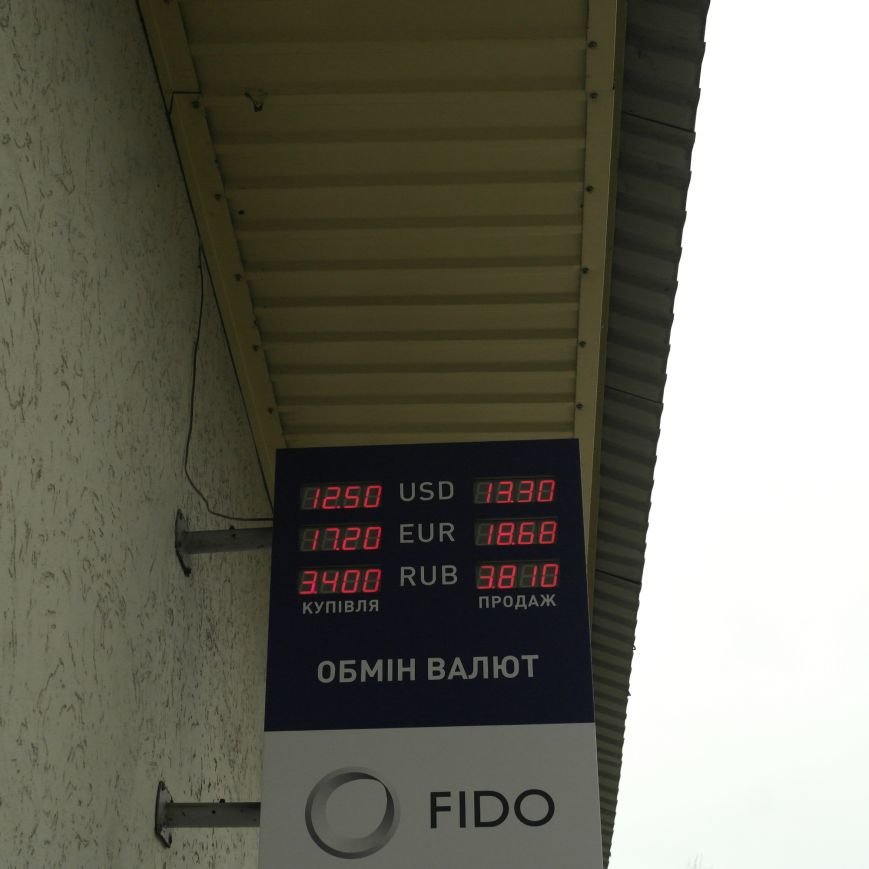 12.50 USD 13.30
17.20 EUR 18.68
3.400 RUB 3.810
КУПІВЛЯ ПРОДАЖ
ОБМІН ВАЛЮТ
FIDO